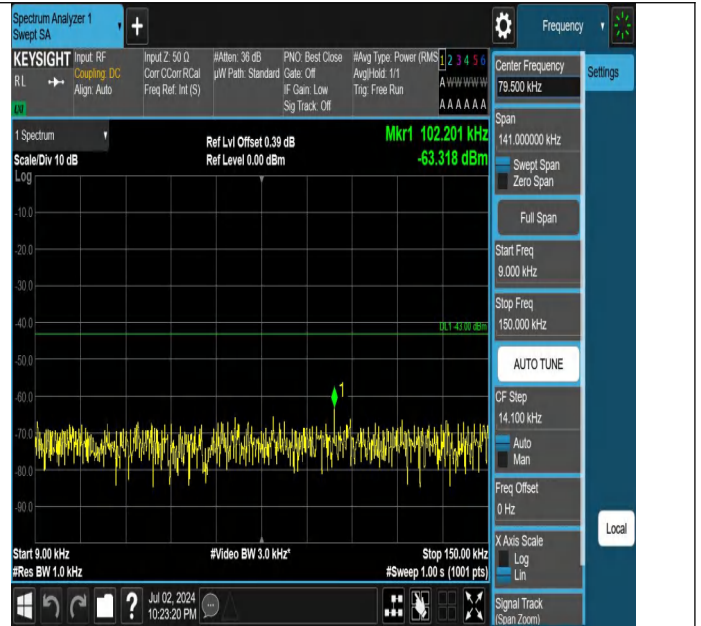 Spectrum Analyzer 1
Swept SA
+
Frequency
KEYSIGHT
RL
LXI
Input: RF
Coupling: DC
Align: Auto
Input Z: 50 Ω
Corr CCorr RCal
Freq Ref: Int (S)
#Atten: 36 dB
µW Path: Standard
PNO: Best Close
Gate: Off
IF Gain: Low
Sig Track: Off
#Avg Type: Power (RMS
Avg|Hold: 1/1
Trig: Free Run
1 2 3 4 5 6
A W W W W W
A A A A A A
1 Spectrum
Scale/Div 10 dB
Log
Ref Lvl Offset 0.39 dB
Ref Level 0.00 dBm
Mkr1 102.201 kHz
-63.318 dBm
-10.0
-20.0
-30.0
-40.0
DL1 -43.00 dBm
-50.0
1
-60.0
-70.0
-80.0
-90.0
Start 9.00 kHz
#Res BW 1.0 kHz
#Video BW 3.0 kHz*
Stop 150.00 kHz
#Sweep 1.00 s (1001 pts)
?
Jul 02, 2024
10:23:20 PM
Center Frequency
79.500 kHz
Span
141.000000 kHz
Swept Span
Zero Span
Full Span
Start Freq
9.000 kHz
Stop Freq
150.000 kHz
AUTO TUNE
CF Step
14.100 kHz
Auto
Man
Freq Offset
0 Hz
X Axis Scale
Log
Lin
Signal Track
(Span Zoom)
Settings
Local